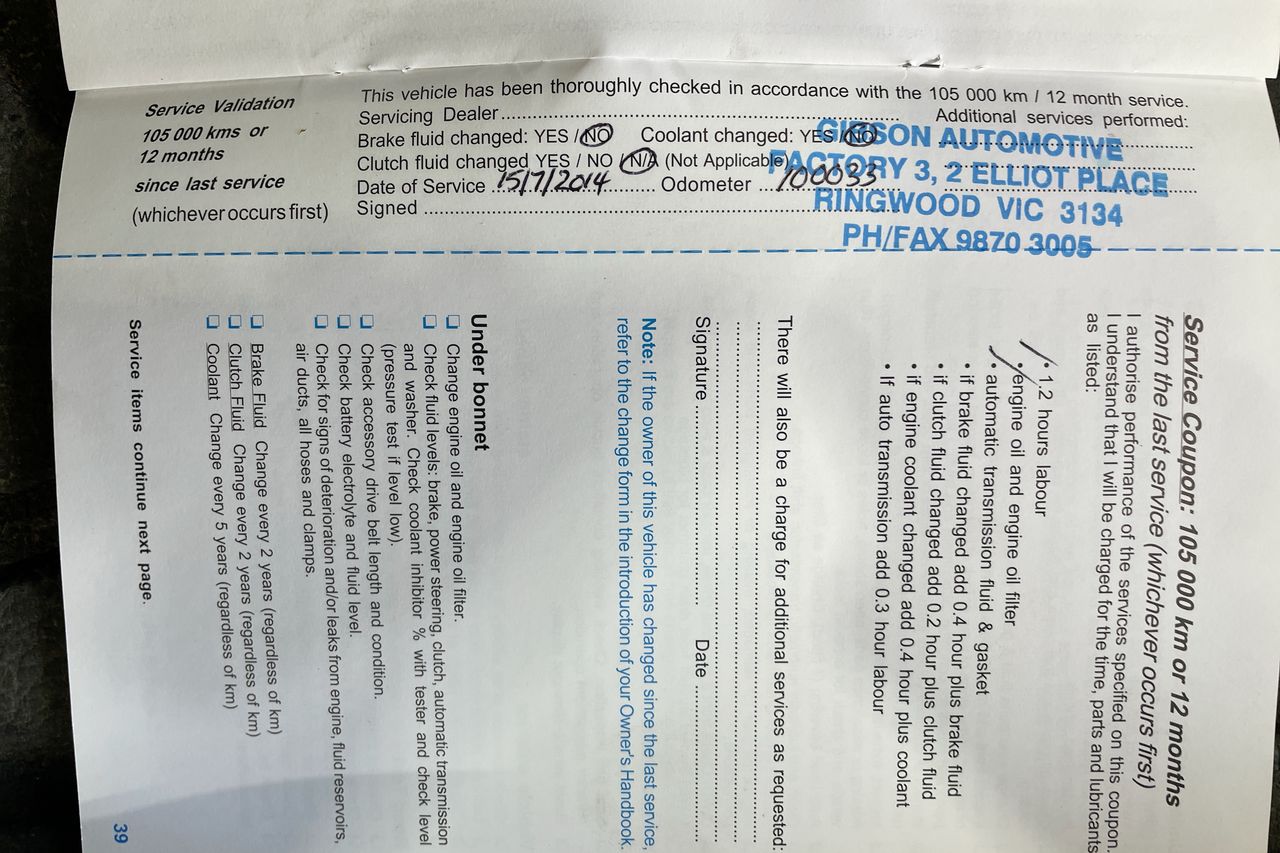 Service Validation
105 000 kms or
12 months
since last service
(whichever occurs first)
This vehicle has been thoroughly checked in accordance with the 105 000 km / 12 month service.
Servicing Dealer
Additional services performed:
Brake fluid changed: YES / NO Coolant changed: YES / NO
Clutch fluid changed YES / NO / N/A (Not Applicable)
Date of Service 15/7/2014 Odometer 100033
Signed
GIBSON AUTOMOTIVE
FACTORY 3, 2 ELLIOT PLACE
RINGWOOD VIC 3134
PH/FAX 9870 3005
Service Coupon: 105 000 km or 12 months
from the last service (whichever occurs first)
I authorise performance of the services specified on this coupon.
I understand that I will be charged for the time, parts and lubricants
as listed:
• 1.2 hours labour
• engine oil and engine oil filter
• automatic transmission fluid & gasket
• if brake fluid changed add 0.4 hour plus brake fluid
• if clutch fluid changed add 0.2 hour plus clutch fluid
• if engine coolant changed add 0.4 hour plus coolant
• If auto transmission add 0.3 hour labour
There will also be a charge for additional services as requested:
Signature Date
Note: If the owner of this vehicle has changed since the last service,
refer to the change form in the introduction of your Owner's Handbook.
Under bonnet
❑ Change engine oil and engine oil filter.
❑ Check fluid levels: brake, power steering, clutch, automatic transmission
and washer. Check coolant inhibitor % with tester and check level
(pressure test if level low).
❑ Check accessory drive belt length and condition.
❑ Check battery electrolyte and fluid level.
❑ Check for signs of deterioration and/or leaks from engine, fluid reservoirs,
air ducts, all hoses and clamps.
❑ Brake Fluid Change every 2 years (regardless of km)
❑ Clutch Fluid Change every 2 years (regardless of km)
❑ Coolant Change every 5 years (regardless of km)
Service items continue next page.
39